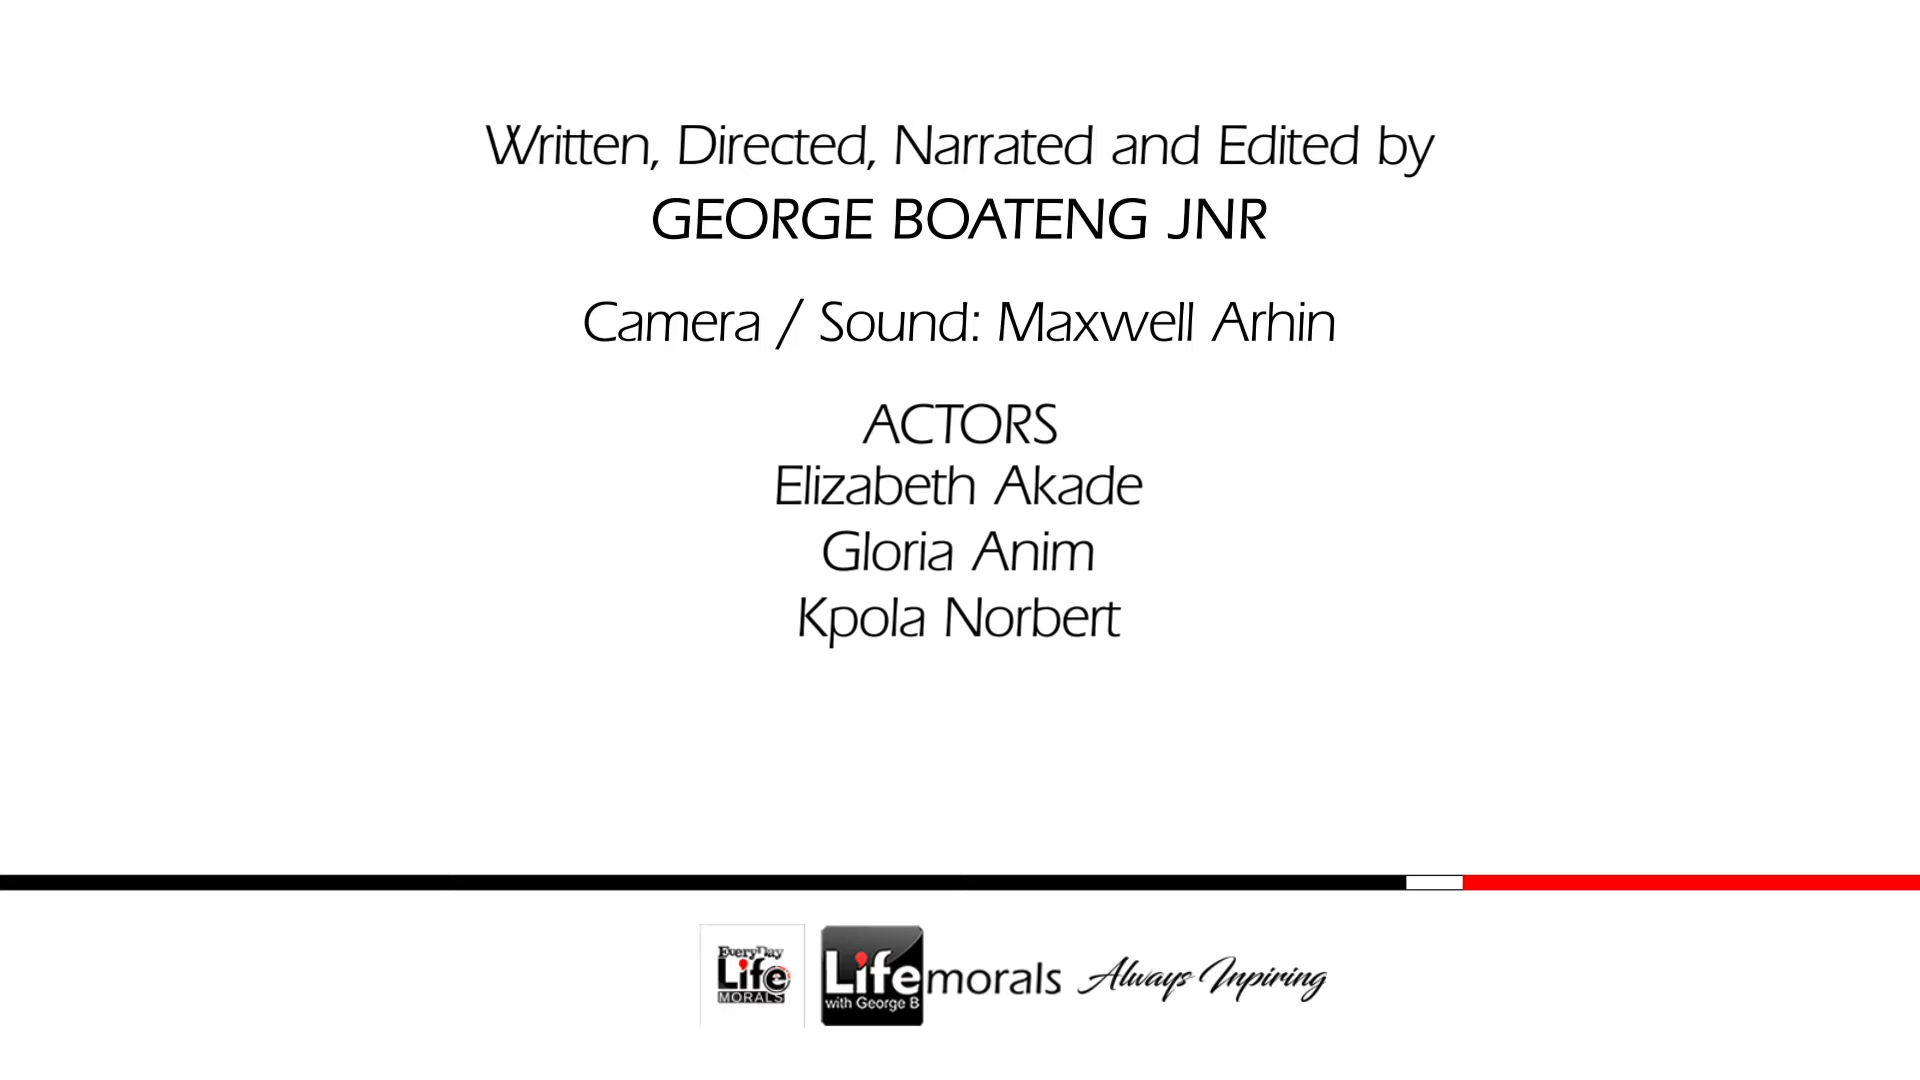 Written, Directed, Narrated and Edited by
GEORGE BOATENG JNR
Camera / Sound: Maxwell Arhin
ACTORS
Elizabeth Akade
Gloria Anim
Kpola Norbert
EveryDay
Life
MORALS
Life
with George B
morals
Always Inpiring